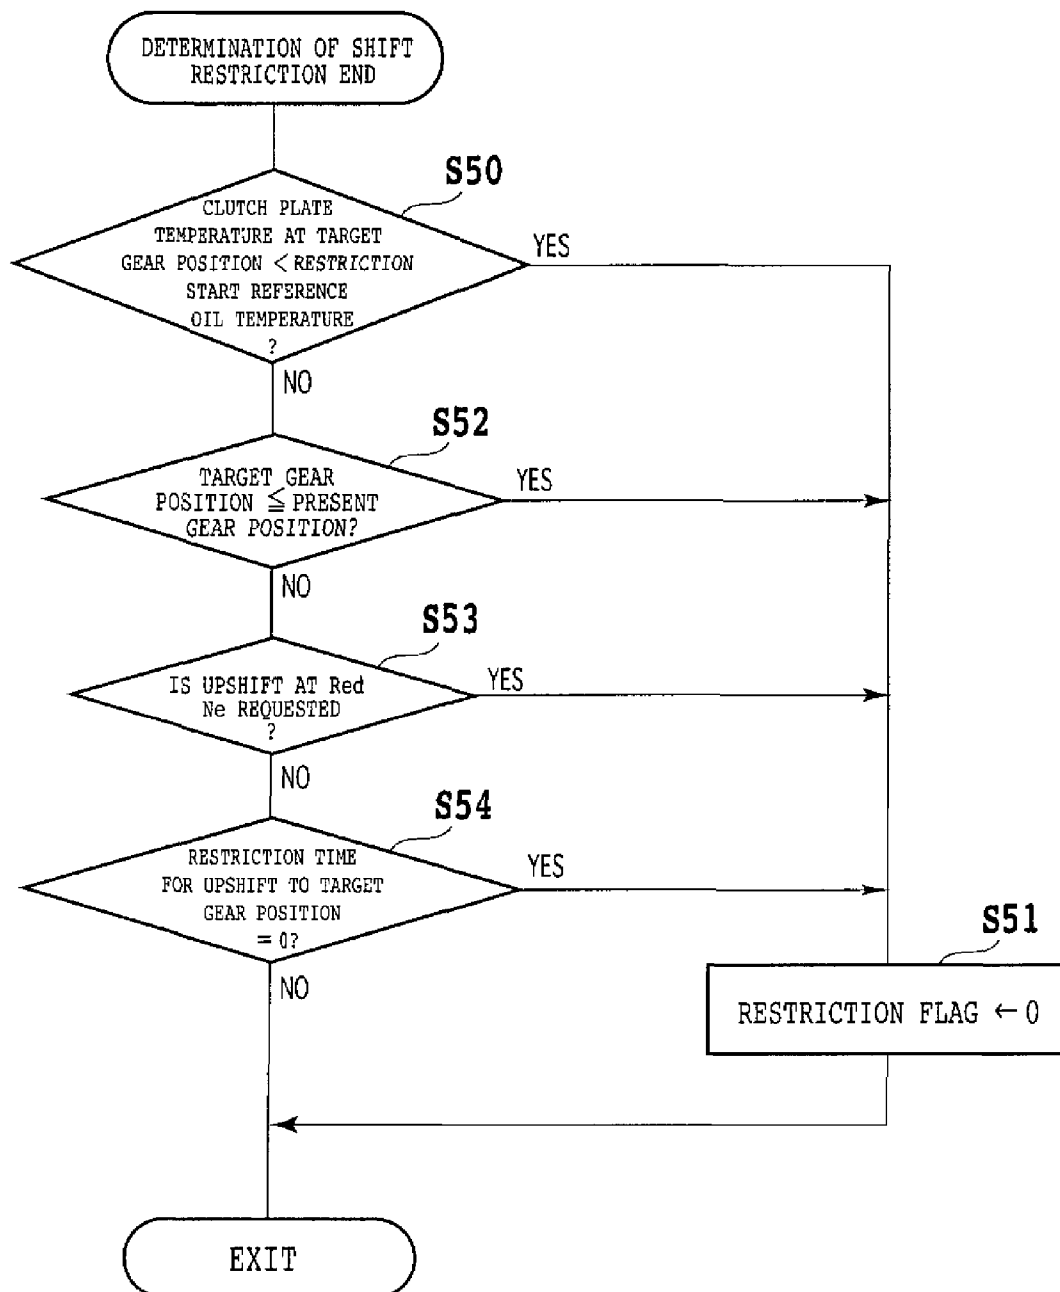 DETERMINATION OF SHIFT
RESTRICTION END
S50
CLUTCH PLATE
TEMPERATURE AT TARGET
GEAR POSITION < RESTRICTION
START REFERENCE
OIL TEMPERATURE
?
YES
NO
S52
TARGET GEAR
POSITION ≦ PRESENT
GEAR POSITION?
YES
NO
S53
IS UPSHIFT AT Red
Ne REQUESTED
?
YES
NO
S54
RESTRICTION TIME
FOR UPSHIFT TO TARGET
GEAR POSITION
= 0?
YES
NO
S51
RESTRICTION FLAG ← 0
EXIT